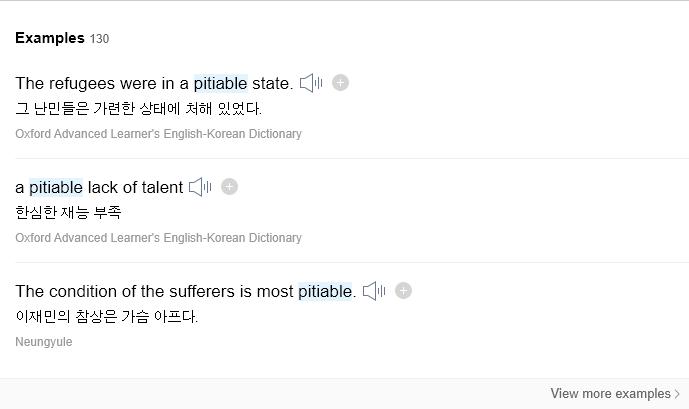 Examples 130
The refugees were in a pitiable state.
그 난민들은 가련한 상태에 처해 있었다.
Oxford Advanced Learner's English-Korean Dictionary
a pitiable lack of talent
한심한 재능 부족
Oxford Advanced Learner's English-Korean Dictionary
The condition of the sufferers is most pitiable.
이재민의 참상은 가슴 아프다.
Neungyule
View more examples